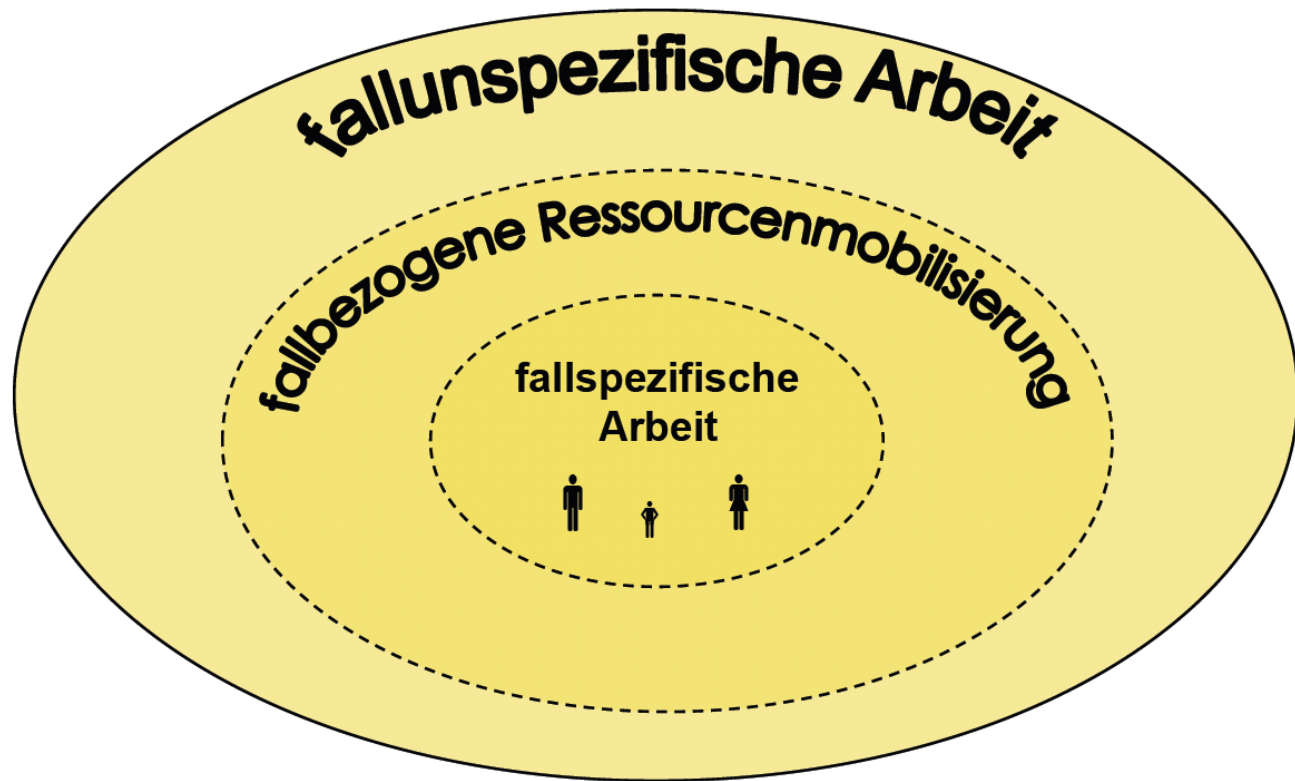 fallunspezifische Arbeit
fallbezogene Ressourcenmobilisierung
fallspezifische
Arbeit